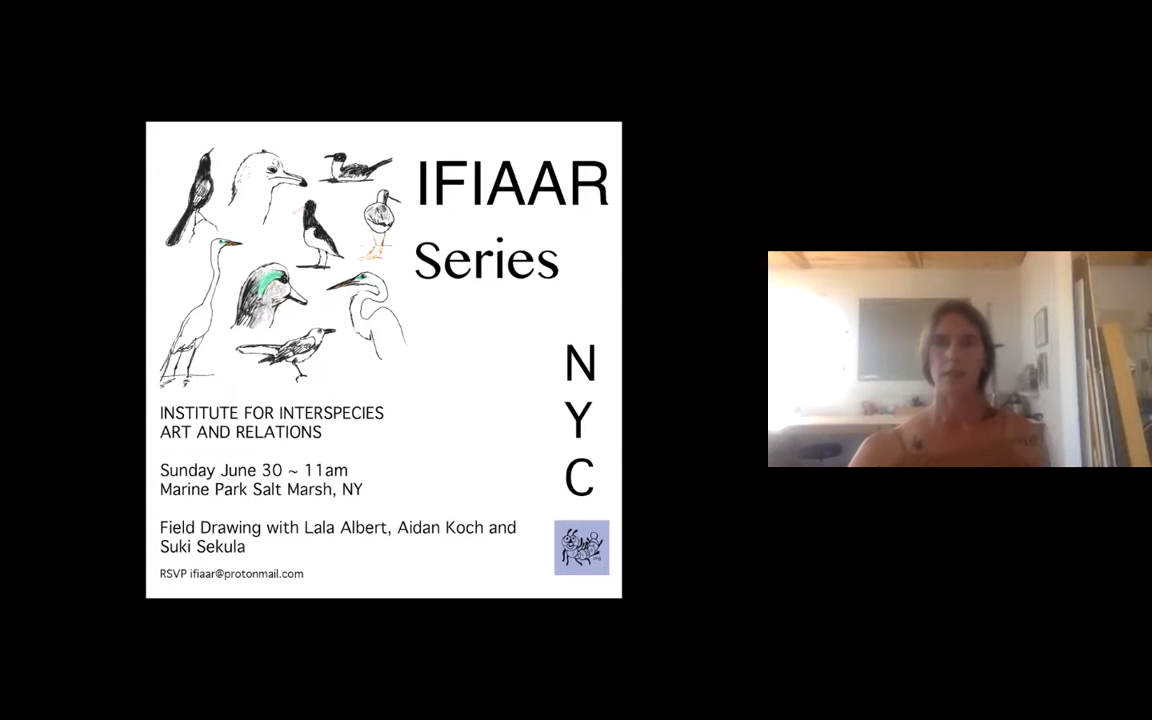 IFIAAR
Series
N
Y
C
INSTITUTE FOR INTERSPECIES
ART AND RELATIONS
Sunday June 30 ~ 11am
Marine Park Salt Marsh, NY
Field Drawing with Lala Albert, Aidan Koch and
Suki Sekula
RSVP ifiaar@protonmail.com